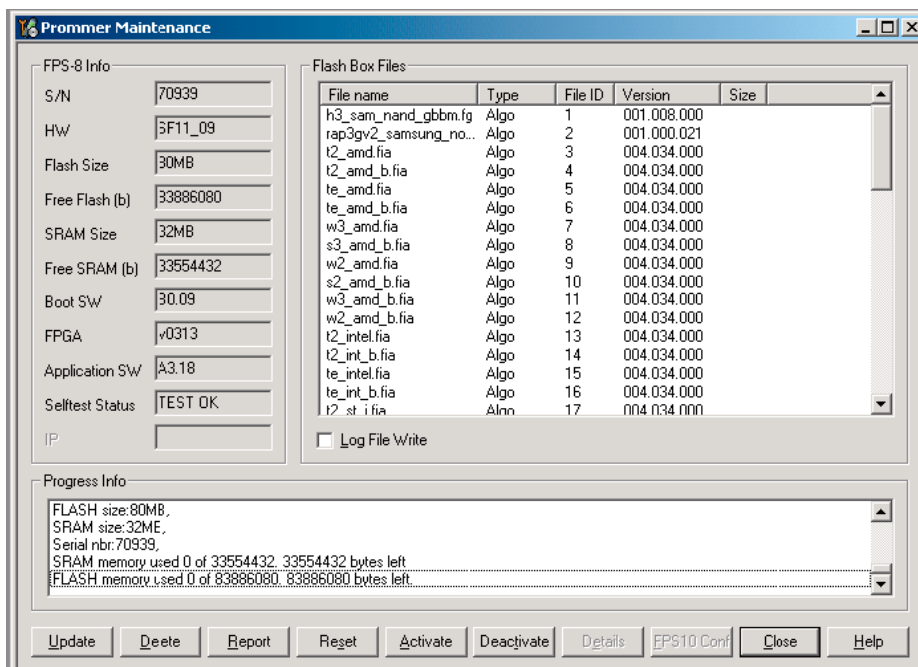 Prommer Maintenance
FPS-8 Info
S/N 70939
HW SF11_09
Flash Size 80MB
Free Flash (b) 83886080
SRAM Size 32MB
Free SRAM (b) 33554432
Boot SW B0.09
FPGA v0313
Application SW A3.18
Selftest Status TEST OK
IP
Flash Box Files
File name Type File ID Version Size
h3_sam_nand_gbbm.fg Algo 1 001.008.000
rap3gv2_samsung_no... Algo 2 001.000.021
t2_amd.fia Algo 3 004.034.000
t2_amd_b.fia Algo 4 004.034.000
te_amd.fia Algo 5 004.034.000
te_amd_b.fia Algo 6 004.034.000
w3_amd.fia Algo 7 004.034.000
s3_amd_b.fia Algo 8 004.034.000
w2_amd.fia Algo 9 004.034.000
s2_amd_b.fia Algo 10 004.034.000
w3_amd_b.fia Algo 11 004.034.000
w2_amd_b.fia Algo 12 004.034.000
t2_intel.fia Algo 13 004.034.000
t2_int_b.fia Algo 14 004.034.000
te_intel.fia Algo 15 004.034.000
te_int_b.fia Algo 16 004.034.000
t2_st_i.fia Algo 17 004.034.000
Log File Write
Progress Info
FLASH size:80MB,
SRAM size:32ME,
Serial nbr:70939,
SRAM memory used 0 of 33554432. 33554432 bytes left
FLASH memory used 0 of 83886080. 83886080 bytes left.
Update Deete Report Reset Activate Deactivate Details FPS10 Conf Close Help